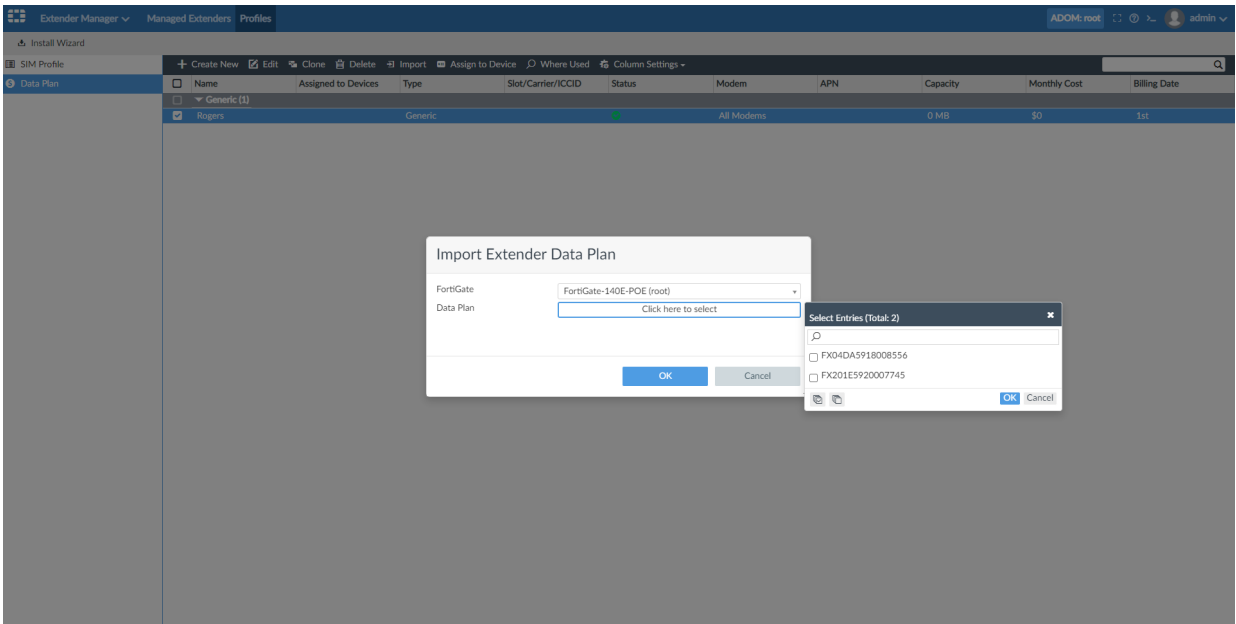 Extender Manager Managed Extenders Profiles ADOM: root admin
Install Wizard
SIM Profile
Data Plan
Create New Edit Clone Delete Import Assign to Device Where Used Column Settings
Name Assigned to Devices Type Slot/Carrier/ICCID Status Modem APN Capacity Monthly Cost Billing Date
Generic (1)
Rogers Generic All Modems 0 MB $0 1st
Import Extender Data Plan
FortiGate FortiGate-140E-POE (root)
Data Plan Click here to select
OK Cancel
Select Entries (Total: 2)
FX04DA5918008556
FX201E5920007745
OK Cancel